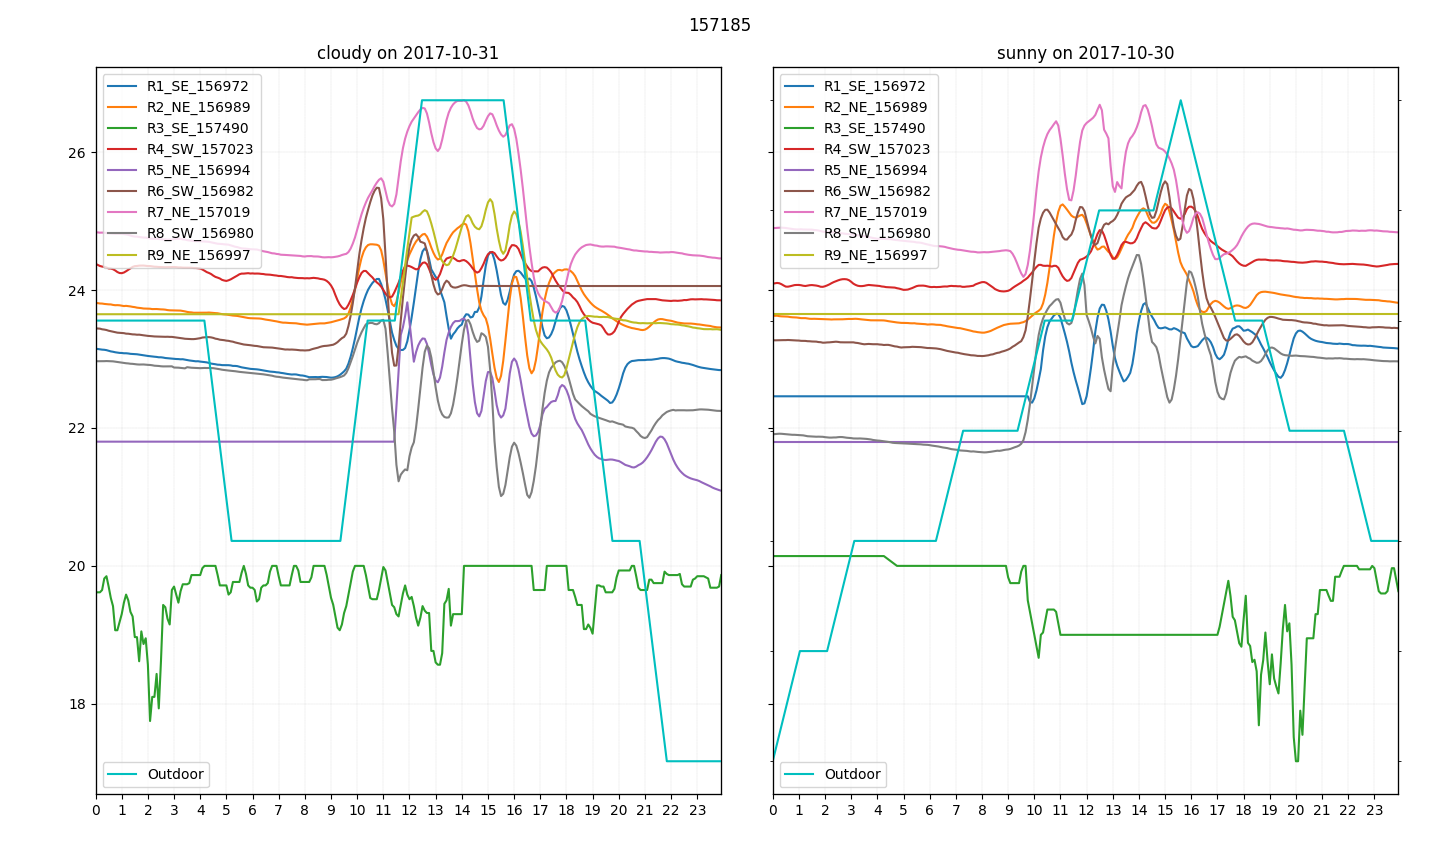 157185
cloudy on 2017-10-31
R1_SE_156972
R2_NE_156989
R3_SE_157490
R4_SW_157023
R5_NE_156994
R6_SW_156982
R7_NE_157019
R8_SW_156980
R9_NE_156997
26
24
22
20
18
Outdoor
0 1 2 3 4 5 6 7 8 9 10 11 12 13 14 15 16 17 18 19 20 21 22 23
sunny on 2017-10-30
R1_SE_156972
R2_NE_156989
R3_SE_157490
R4_SW_157023
R5_NE_156994
R6_SW_156982
R7_NE_157019
R8_SW_156980
R9_NE_156997
Outdoor
0 1 2 3 4 5 6 7 8 9 10 11 12 13 14 15 16 17 18 19 20 21 22 23